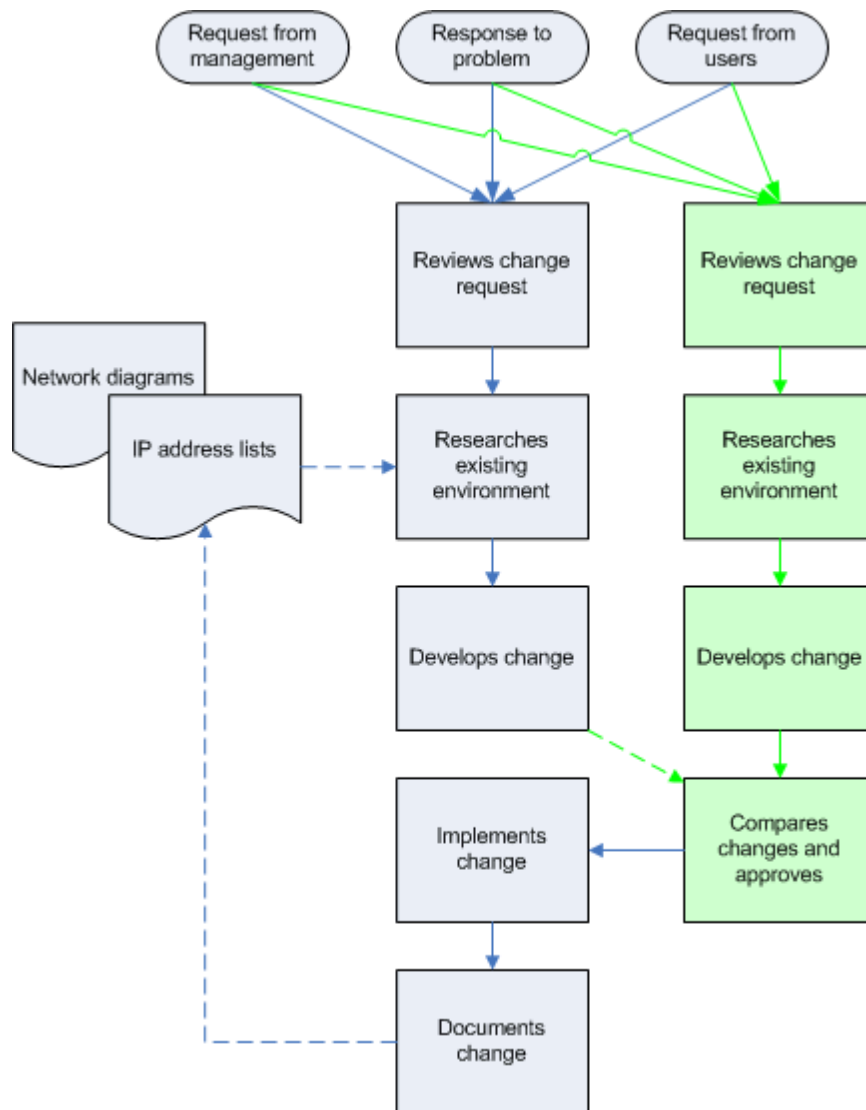 Request from
management
Response to
problem
Request from
users
Reviews change
request
Reviews change
request
Network diagrams
IP address lists
Researches
existing
environment
Researches
existing
environment
Develops change
Develops change
Implements
change
Compares
changes and
approves
Documents
change